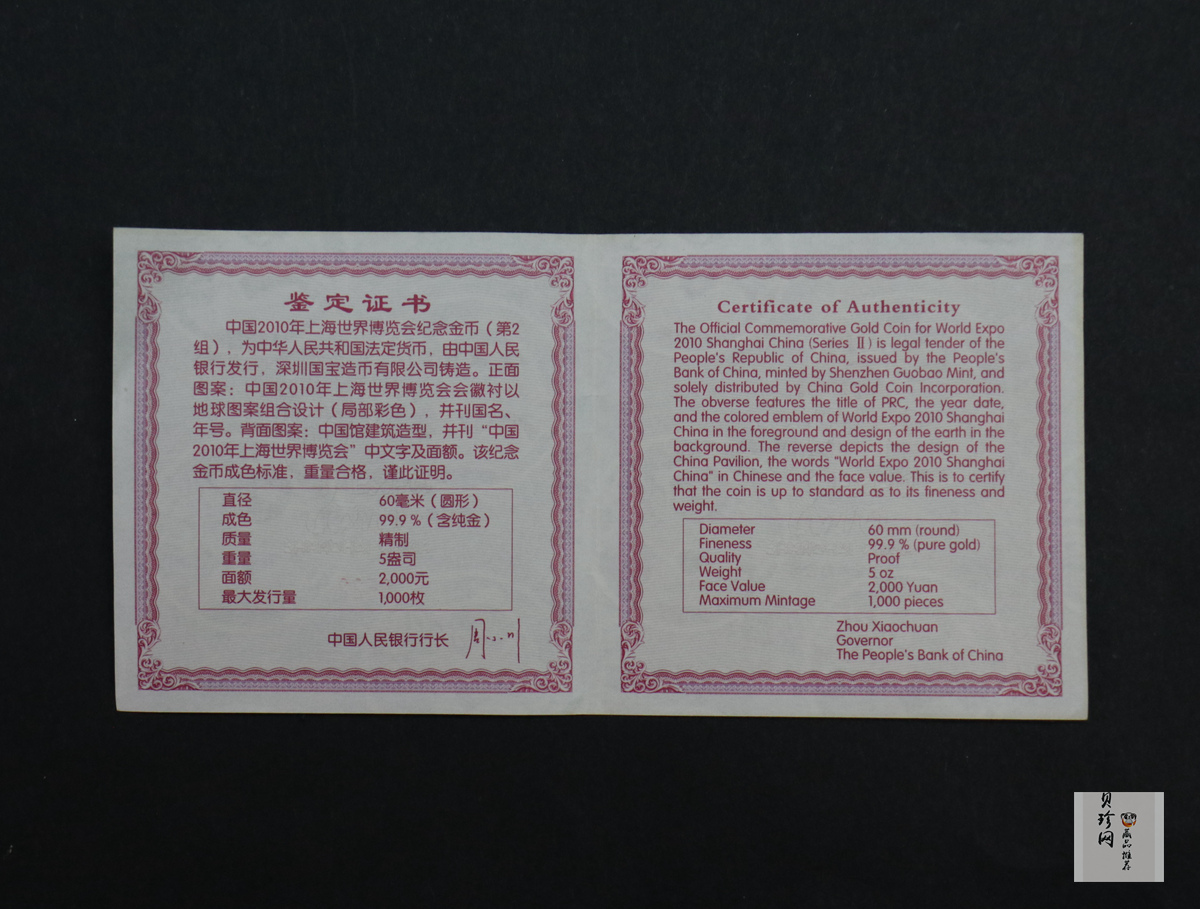 鉴定证书
中国2010年上海世界博览会纪念金币（第2
组），为中华人民共和国法定货币，由中国人民
银行发行，深圳国宝造币有限公司铸造。正面
图案：中国2010年上海世界博览会会徽衬以
地球图案组合设计（局部彩色），并刊国名、
年号。背面图案：中国馆建筑造型，并刊“中国
2010年上海世界博览会”中文字及面额。该纪念
金币成色标准，重量合格，谨此证明。
直径 60毫米（圆形）
成色 99.9％（含纯金）
质量 精制
重量 5盎司
面额 2,000元
最大发行量 1,000枚
中国人民银行行长 周小川
Certificate of Authenticity
The Official Commemorative Gold Coin for World Expo
2010 Shanghai China (Series Ⅱ) is legal tender of the
People's Republic of China, issued by the People's
Bank of China, minted by Shenzhen Guobao Mint, and
solely distributed by China Gold Coin Incorporation.
The obverse features the title of PRC, the year date,
and the colored emblem of World Expo 2010 Shanghai
China in the foreground and design of the earth in the
background. The reverse depicts the design of the
China Pavilion, the words "World Expo 2010 Shanghai
China" in Chinese and the face value. This is to certify
that the coin is up to standard as to its fineness and
weight.
Diameter 60 mm (round)
Fineness 99.9 % (pure gold)
Quality Proof
Weight 5 oz
Face Value 2,000 Yuan
Maximum Mintage 1,000 pieces
Zhou Xiaochuan
Governor
The People's Bank of China
贝珍网
藏品推荐